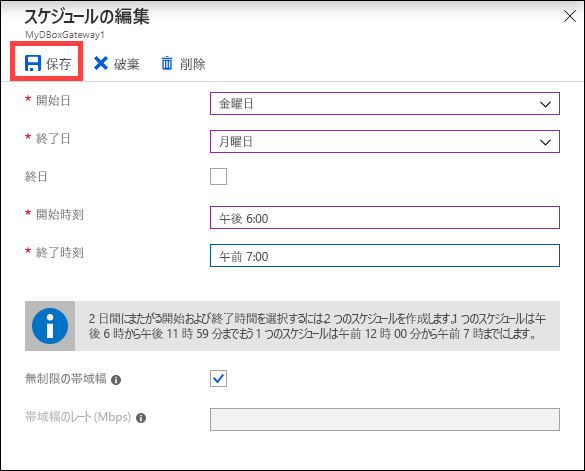 スケジュールの編集
MyDBoxGateway1
保存 破棄 削除
* 開始日 金曜日
* 終了日 月曜日
終日
* 開始時刻 午後 6:00
* 終了時刻 午前 7:00
2 日間にまたがる開始および終了時間を選択するには、2 つのスケジュールを作成します。1 つのスケジュールは午
後 6 時から午後 11 時 59 分まで、もう 1 つのスケジュールは午前 12 時 00 分から午前 7 時までにします。
無制限の帯域幅
帯域幅のレート (Mbps)